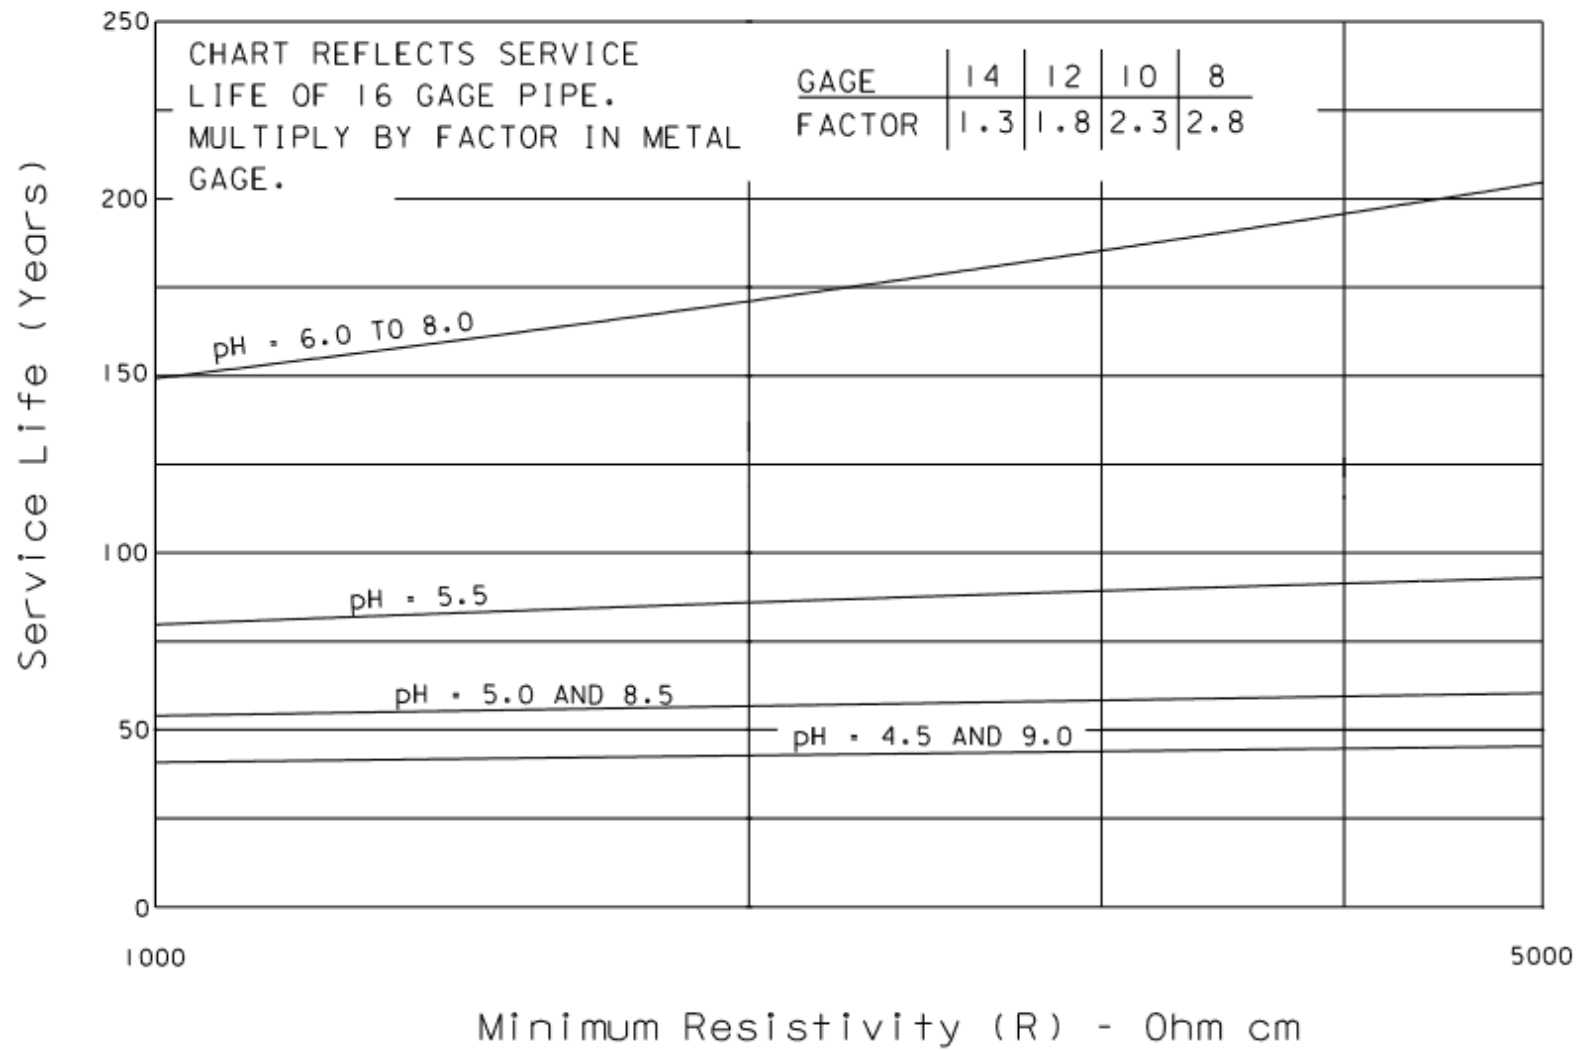 250
CHART REFLECTS SERVICE
LIFE OF 16 GAGE PIPE.
MULTIPLY BY FACTOR IN METAL
GAGE.
GAGE 14 12 10 8
FACTOR 1.3 1.8 2.3 2.8
200
150
100
50
0
pH = 6.0 TO 8.0
pH = 5.5
pH = 5.0 AND 8.5
pH = 4.5 AND 9.0
Service Life (Years)
1000
5000
Minimum Resistivity (R) - Ohm cm